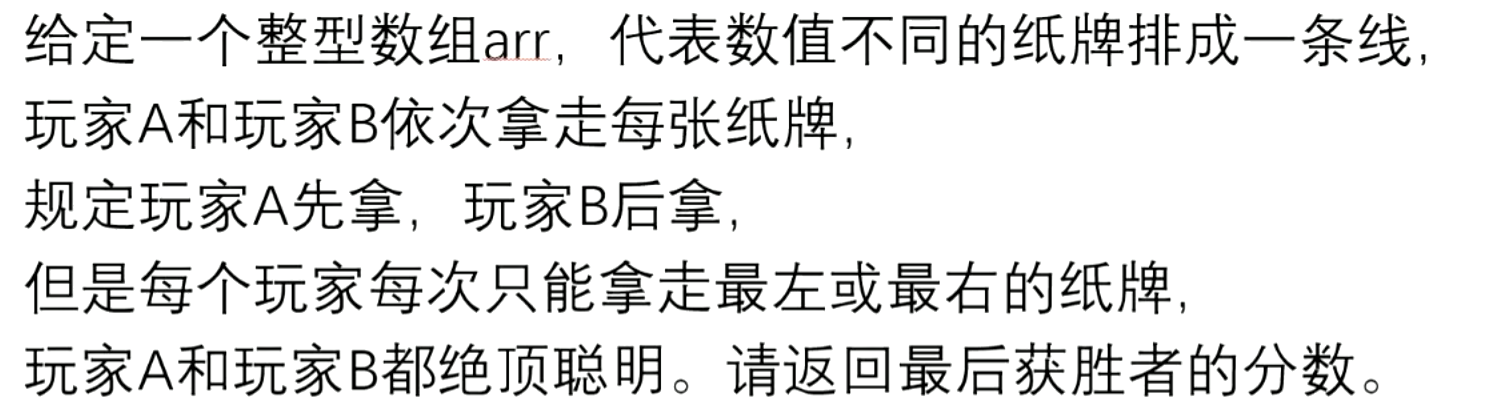 给定一个整型数组arr，代表数值不同的纸牌排成一条线，
玩家A和玩家B依次拿走每张纸牌，
规定玩家A先拿，玩家B后拿，
但是每个玩家每次只能拿走最左或最右的纸牌，
玩家A和玩家B都绝顶聪明。请返回最后获胜者的分数。